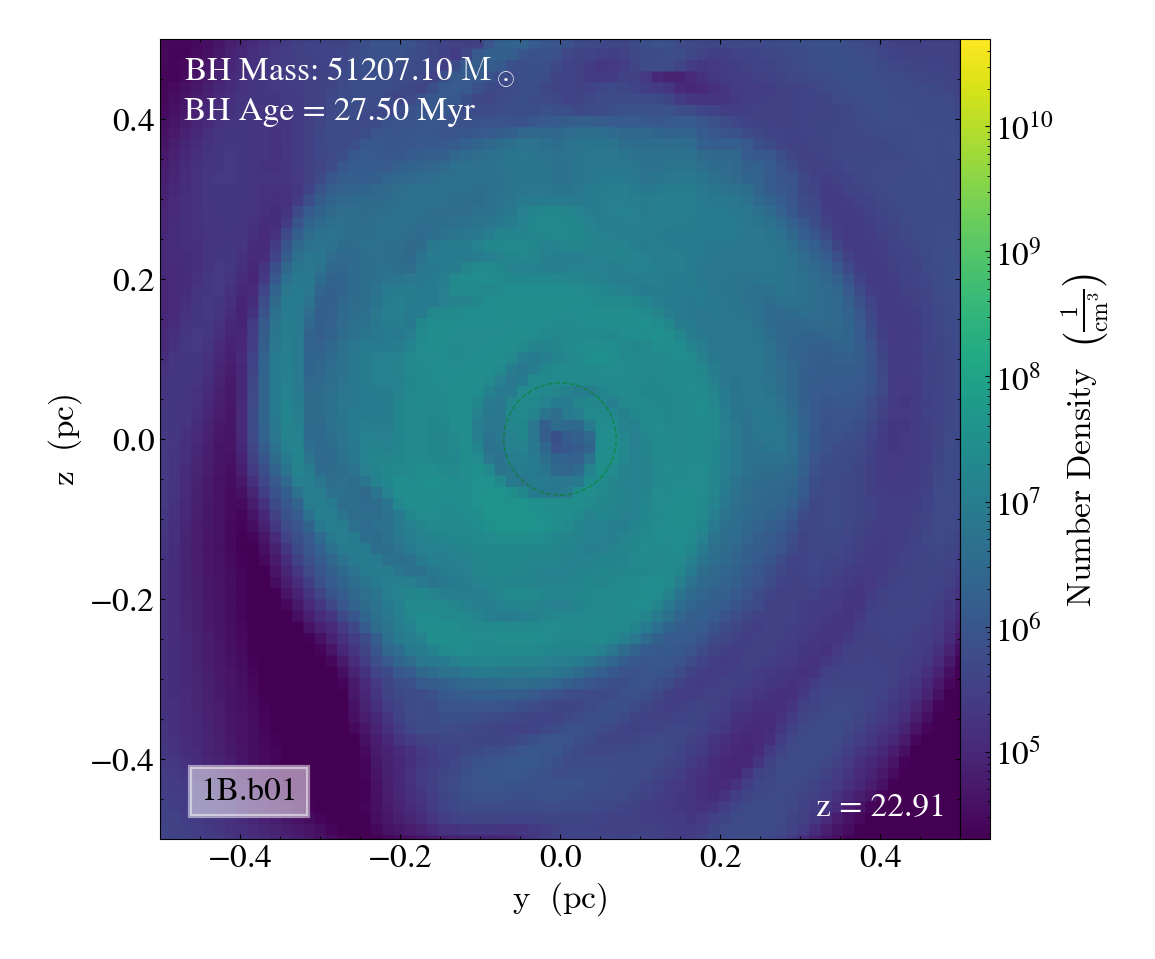 BH Mass: 51207.10 M⊙
BH Age = 27.50 Myr
0.4
0.2
0.0
−0.2
−0.4
z (pc)
1B.b01
z = 22.91
−0.4 −0.2 0.0 0.2 0.4
y (pc)
10¹⁰
10⁹
10⁸
10⁷
10⁶
10⁵
Number Density (1/cm³)